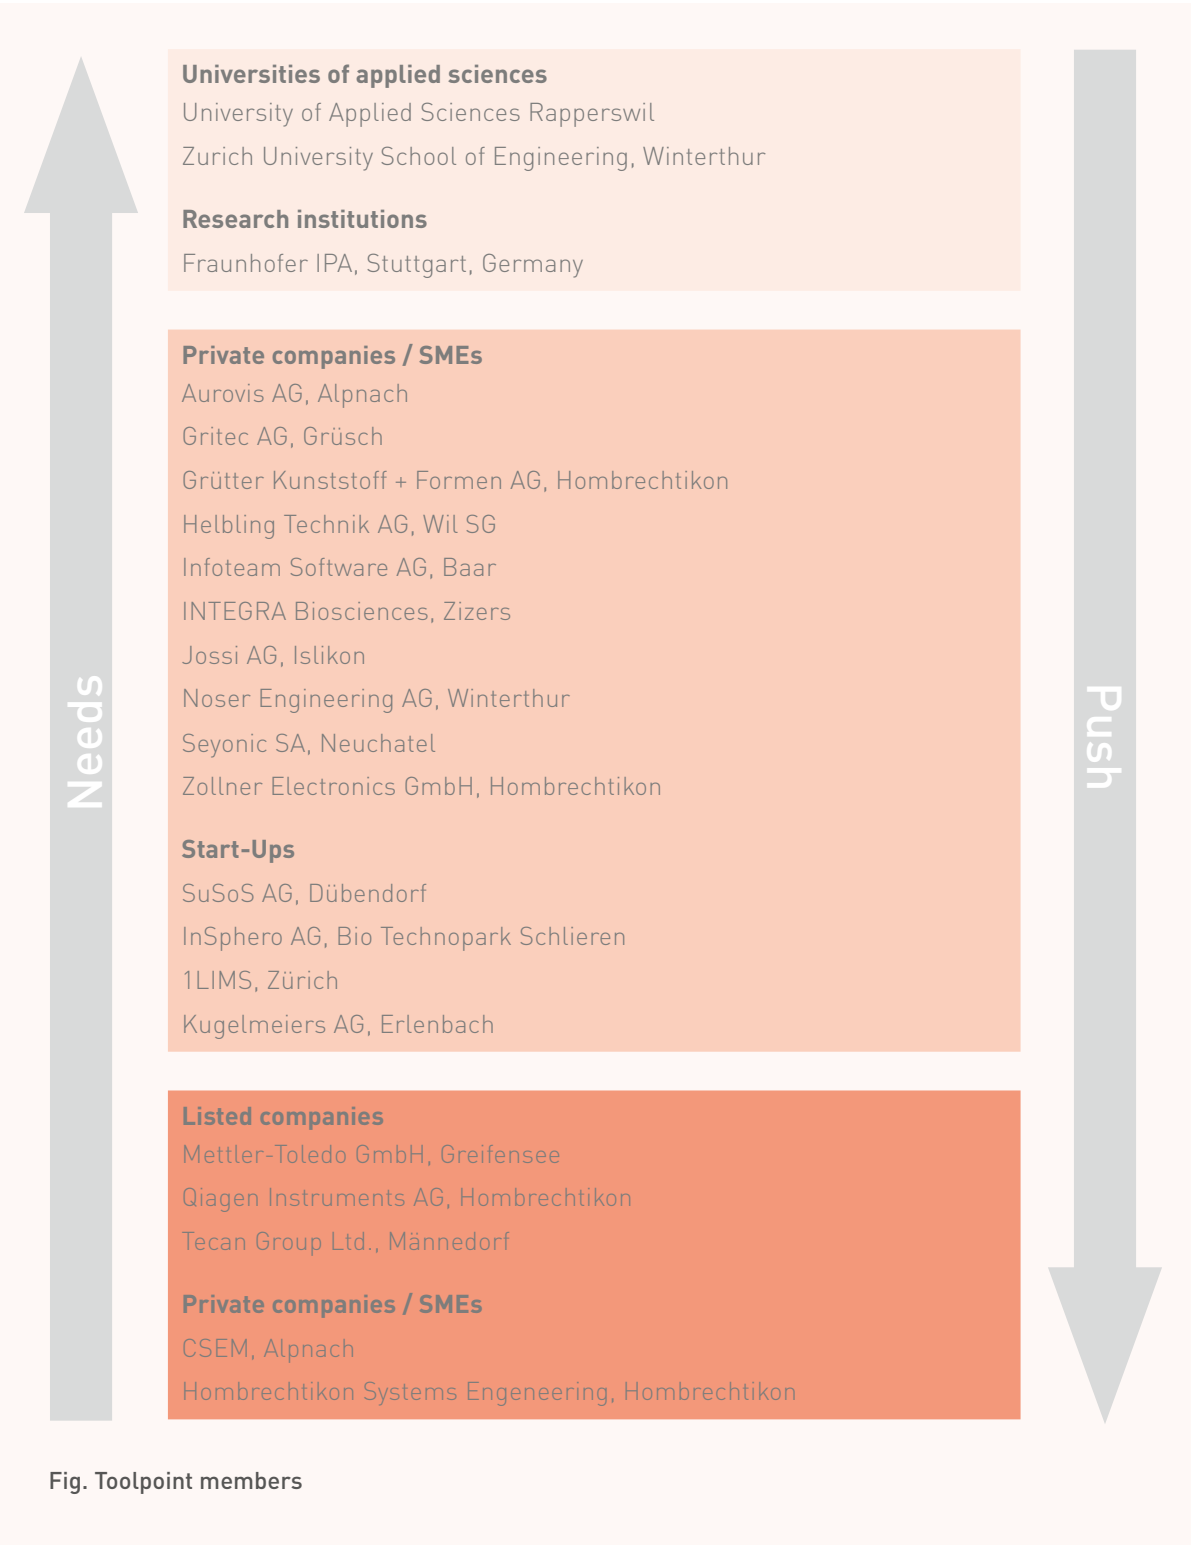 Universities of applied sciences
University of Applied Sciences Rapperswil
Zurich University School of Engineering, Winterthur
Research institutions
Fraunhofer IPA, Stuttgart, Germany
Private companies / SMEs
Aurovis AG, Alpnach
Gritec AG, Grüsch
Grütter Kunststoff + Formen AG, Hombrechtikon
Helbling Technik AG, Wil SG
Infoteam Software AG, Baar
INTEGRA Biosciences, Zizers
Jossi AG, Islikon
Noser Engineering AG, Winterthur
Seyonic SA, Neuchatel
Zollner Electronics GmbH, Hombrechtikon
Start-Ups
SuSoS AG, Dübendorf
InSphero AG, Bio Technopark Schlieren
1LIMS, Zürich
Kugelmeiers AG, Erlenbach
Listed companies
Mettler-Toledo GmbH, Greifensee
Qiagen Instruments AG, Hombrechtikon
Tecan Group Ltd., Männedorf
Private companies / SMEs
CSEM, Alpnach
Hombrechtikon Systems Engeneering, Hombrechtikon
Needs
Push
Fig. Toolpoint members